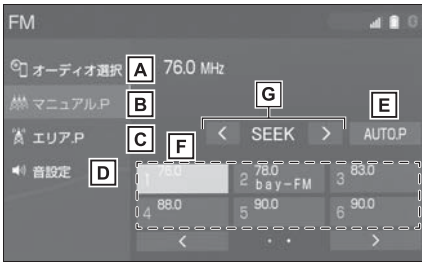 FM
オーディオ選択 A 76.0 MHz
マニュアル.P B
G
E
エリア.P C
< SEEK >
AUTO.P
音設定 D
F
1 76.0
2 78.0 bay-FM
3 83.0
4 88.0
5 90.0
6 90.0
< >